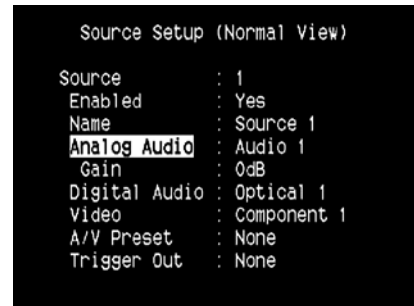 Source Setup (Normal View)
Source : 1
Enabled : Yes
Name : Source 1
Analog Audio : Audio 1
Gain : 0dB
Digital Audio : Optical 1
Video : Component 1
A/V Preset : None
Trigger Out : None